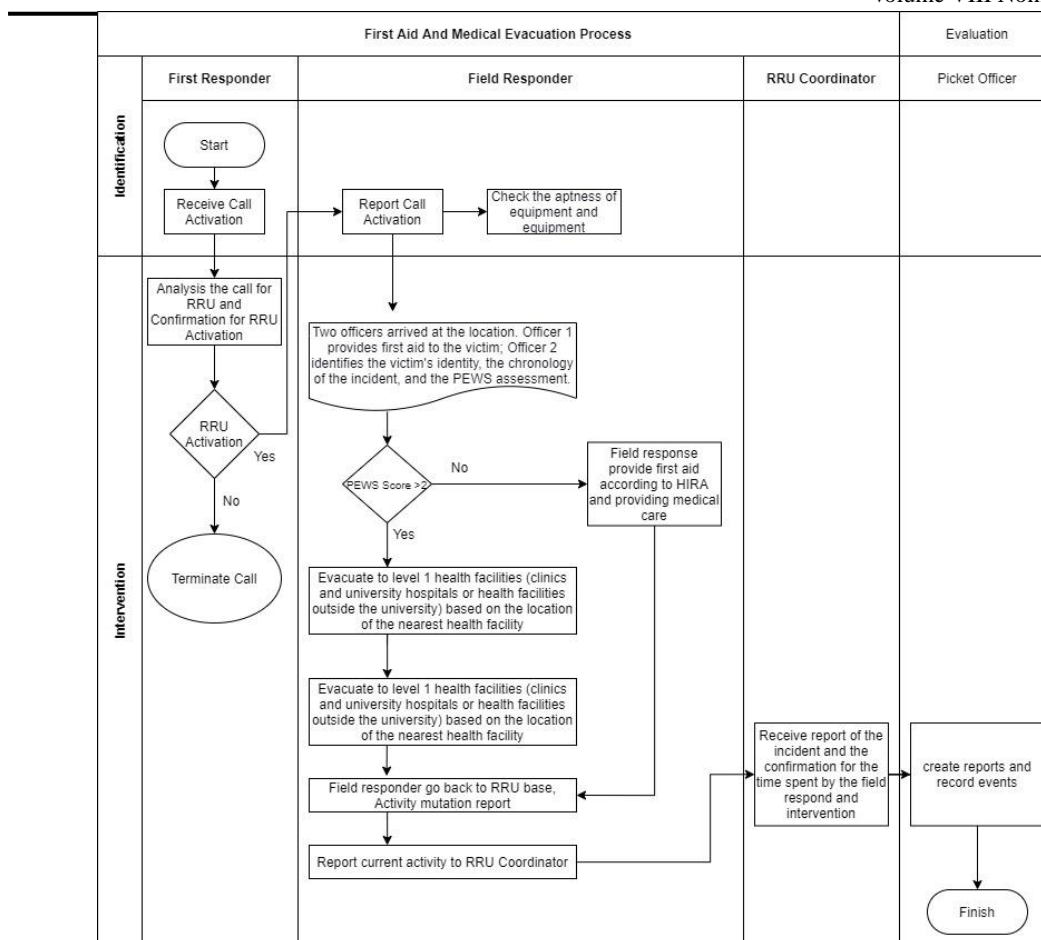 First Aid And Medical Evacuation Process
Evaluation
First Responder
Field Responder
RRU Coordinator
Picket Officer
Identification
Start
Receive Call
Activation
Report Call
Activation
Check the aptness of
equipment and
equipment
Intervention
Analysis the call for
RRU and
Confirmation for RRU
Activation
Two officers arrived at the location. Officer 1
provides first aid to the victim; Officer 2
identifies the victim's identity, the chronology
of the incident, and the PEWS assessment.
RRU
Activation
Yes
No
Terminate Call
PEWS Score >2
No
Yes
Field response
provide first aid
according to HIRA
and providing medical
care
Evacuate to level 1 health facilities (clinics
and university hospitals or health facilities
outside the university) based on the location
of the nearest health facility
Evacuate to level 1 health facilities (clinics
and university hospitals or health facilities
outside the university) based on the location
of the nearest health facility
Field responder go back to RRU base,
Activity mutation report
Report current activity to RRU Coordinator
Receive report of the
incident and the
confirmation for the
time spent by the field
respond and
intervention
create reports and
record events
Finish